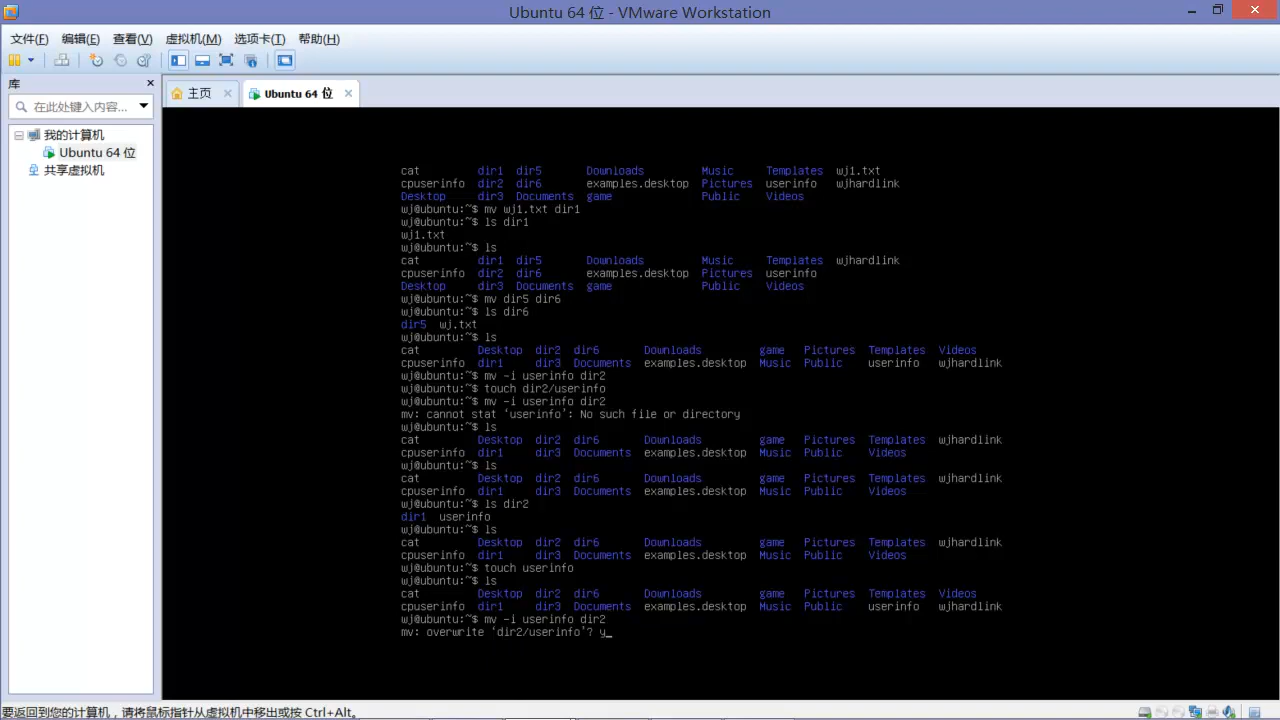 Ubuntu 64 位 - VMware Workstation
文件(F) 编辑(E) 查看(V) 虚拟机(M) 选项卡(T) 帮助(H)
库
在此处键入内容...
我的计算机
Ubuntu 64 位
共享虚拟机
主页 Ubuntu 64 位
cat dir1 dir5 Downloads Music Templates wj1.txt
cpuserinfo dir2 dir6 examples.desktop Pictures userinfo wjhardlink
Desktop dir3 Documents game Public Videos
wj@ubuntu:~$ mv wj1.txt dir1
wj@ubuntu:~$ ls dir1
wj1.txt
wj@ubuntu:~$ ls
cat dir1 dir5 Downloads Music Templates wjhardlink
cpuserinfo dir2 dir6 examples.desktop Pictures userinfo
Desktop dir3 Documents game Public Videos
wj@ubuntu:~$ mv dir5 dir6
wj@ubuntu:~$ ls dir6
dir5 wj.txt
wj@ubuntu:~$ ls
cat Desktop dir2 dir6 Downloads game Pictures Templates Videos
cpuserinfo dir1 dir3 Documents examples.desktop Music Public userinfo wjhardlink
wj@ubuntu:~$ mv -i userinfo dir2
wj@ubuntu:~$ touch dir2/userinfo
wj@ubuntu:~$ mv -i userinfo dir2
mv: cannot stat ‘userinfo’: No such file or directory
wj@ubuntu:~$ ls
cat Desktop dir2 dir6 Downloads game Pictures Templates wjhardlink
cpuserinfo dir1 dir3 Documents examples.desktop Music Public Videos
wj@ubuntu:~$ ls
cat Desktop dir2 dir6 Downloads game Pictures Templates wjhardlink
cpuserinfo dir1 dir3 Documents examples.desktop Music Public Videos
wj@ubuntu:~$ ls dir2
dir1 userinfo
wj@ubuntu:~$ ls
cat Desktop dir2 dir6 Downloads game Pictures Templates wjhardlink
cpuserinfo dir1 dir3 Documents examples.desktop Music Public Videos
wj@ubuntu:~$ touch userinfo
wj@ubuntu:~$ ls
cat Desktop dir2 dir6 Downloads game Pictures Templates Videos
cpuserinfo dir1 dir3 Documents examples.desktop Music Public userinfo wjhardlink
wj@ubuntu:~$ mv -i userinfo dir2
mv: overwrite ‘dir2/userinfo’? y_
要返回到您的计算机，请将鼠标指针从虚拟机中移出或按 Ctrl+Alt。